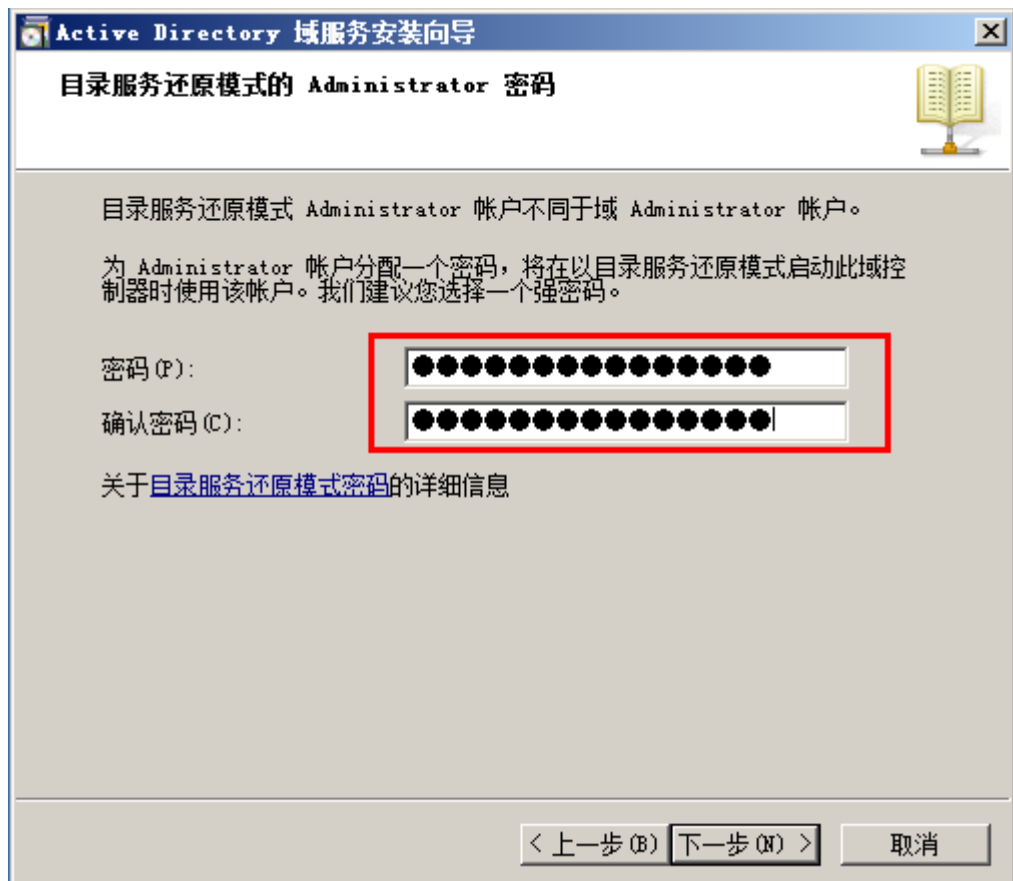 Active Directory 域服务安装向导
目录服务还原模式的 Administrator 密码
目录服务还原模式 Administrator 帐户不同于域 Administrator 帐户。
为 Administrator 帐户分配一个密码，将在以目录服务还原模式启动此域控
制器时使用该帐户。我们建议您选择一个强密码。
密码(P)： ●●●●●●●●●●●●●●●
确认密码(C)： ●●●●●●●●●●●●●●●
关于目录服务还原模式密码的详细信息
< 上一步(B) 下一步(N) > 取消